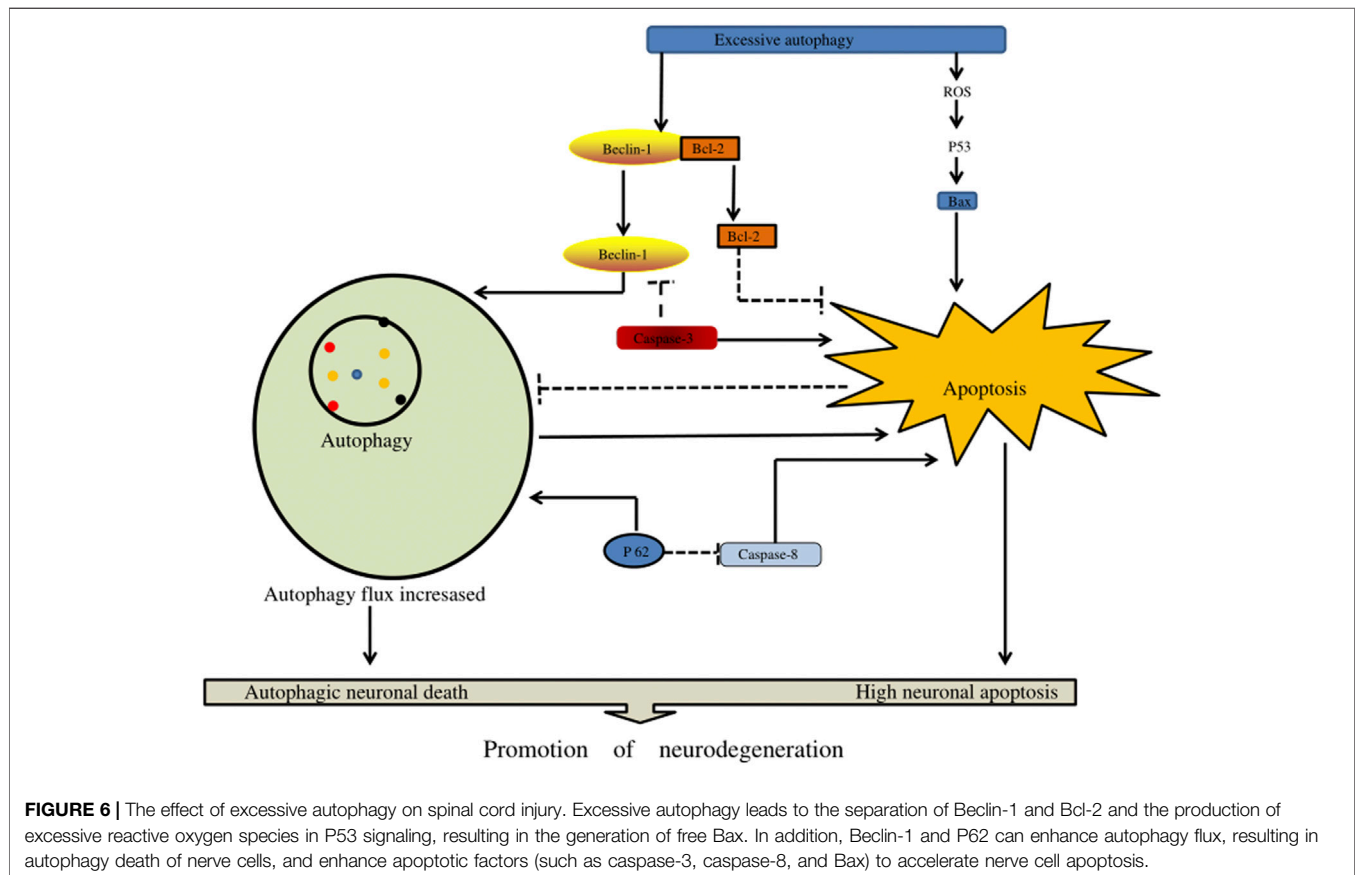 Excessive autophagy
ROS
P53
Bax
Beclin-1
Bcl-2
Beclin-1
Bcl-2
Caspase-3
Apoptosis
Autophagy
P 62
Caspase-8
Autophagy flux incresased
Autophagic neuronal death
High neuronal apoptosis
Promotion of neurodegeneration
FIGURE 6 | The effect of excessive autophagy on spinal cord injury. Excessive autophagy leads to the separation of Beclin-1 and Bcl-2 and the production of
excessive reactive oxygen species in P53 signaling, resulting in the generation of free Bax. In addition, Beclin-1 and P62 can enhance autophagy flux, resulting in
autophagy death of nerve cells, and enhance apoptotic factors (such as caspase-3, caspase-8, and Bax) to accelerate nerve cell apoptosis.